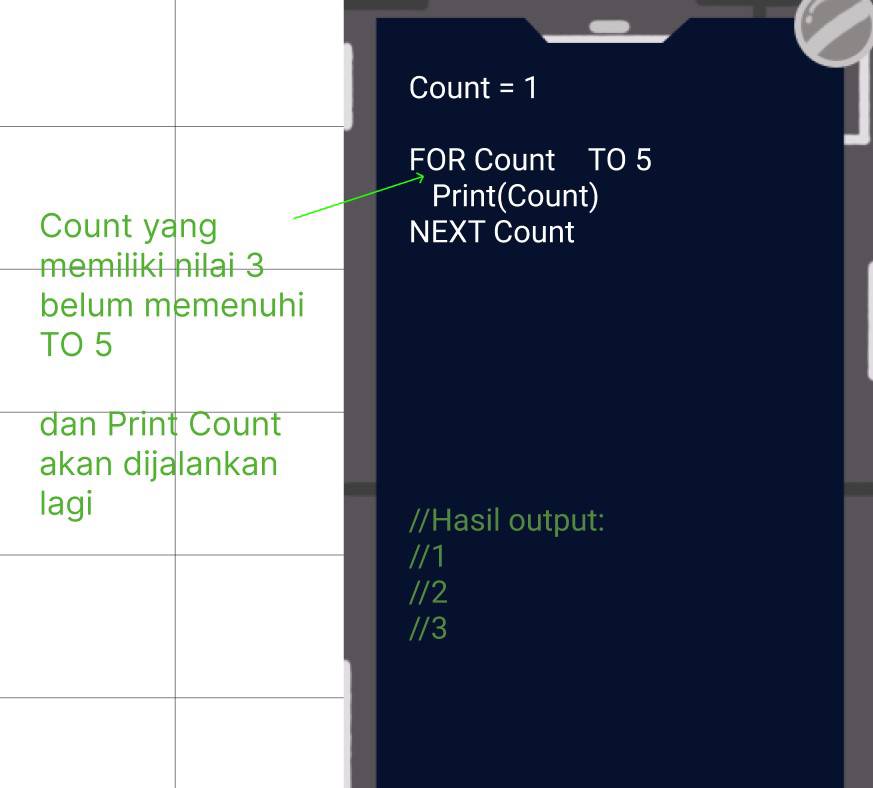 Count = 1
FOR Count TO 5
Print(Count)
NEXT Count
Count yang
memiliki nilai 3
belum memenuhi
TO 5
dan Print Count
akan dijalankan
lagi
//Hasil output:
//1
//2
//3